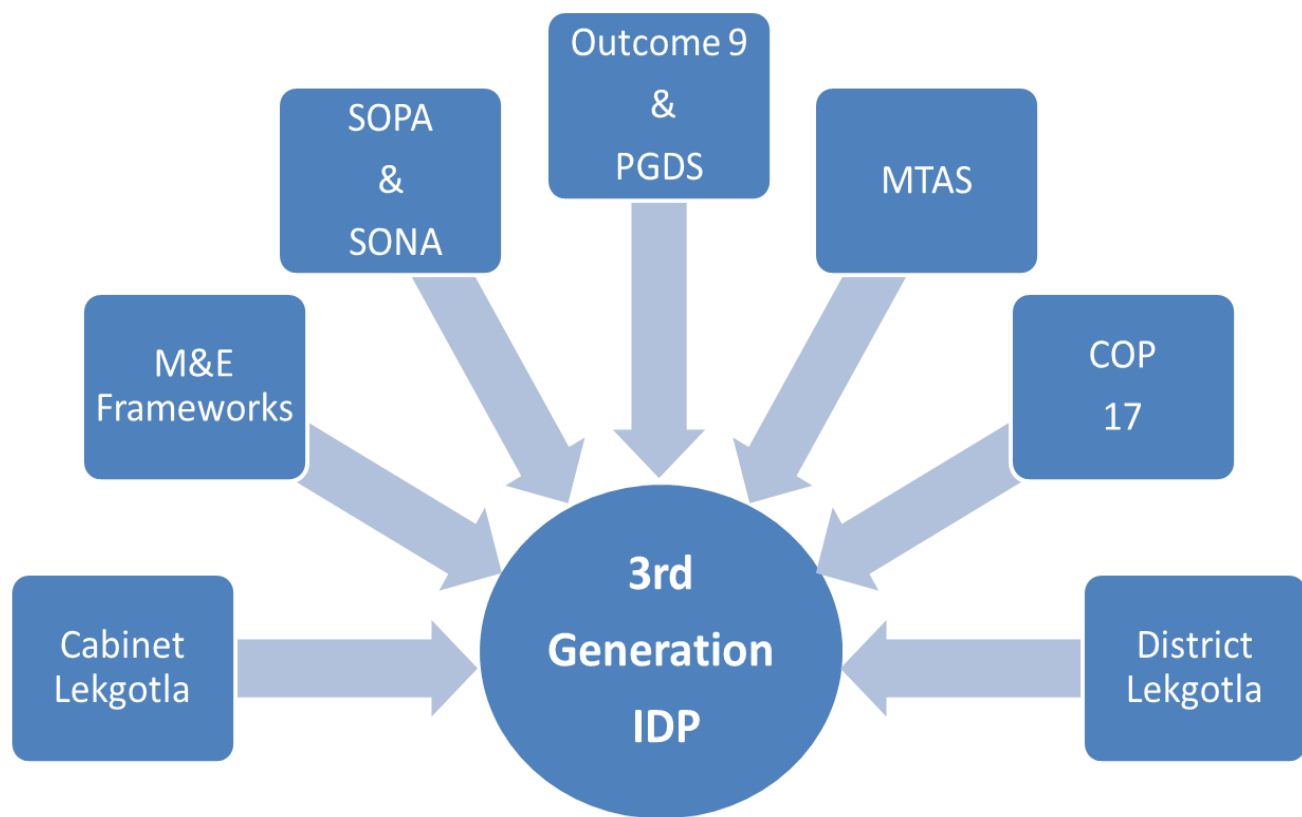 Outcome 9
&
PGDS
SOPA
&
SONA
MTAS
M&E
Frameworks
COP
17
Cabinet
Lekgotla
District
Lekgotla
3rd
Generation
IDP